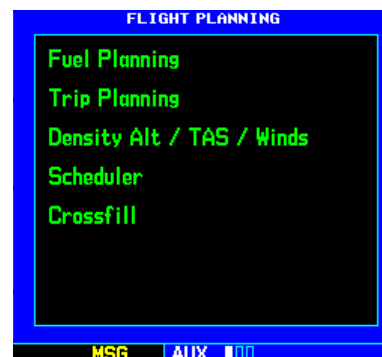 FLIGHT PLANNING
Fuel Planning
Trip Planning
Density Alt / TAS / Winds
Scheduler
Crossfill
MSG AUX